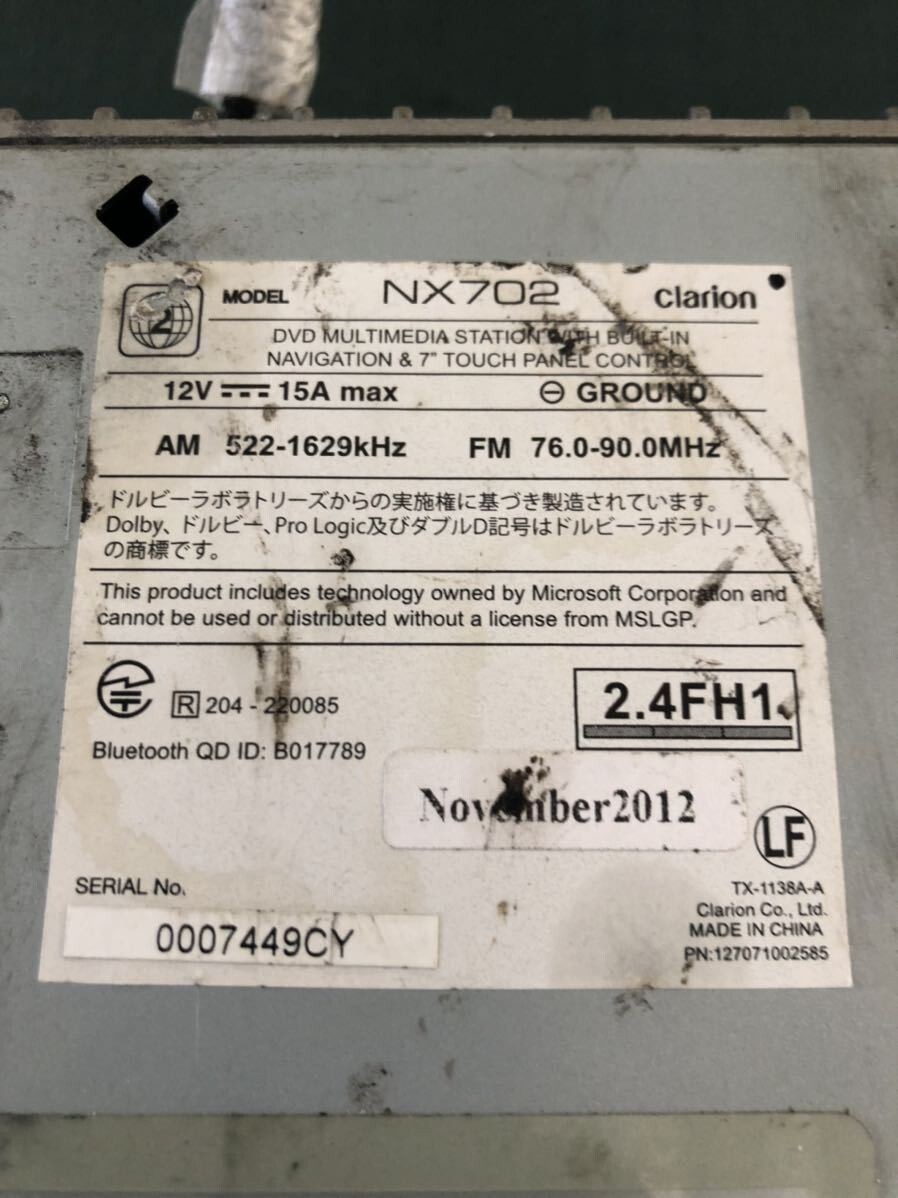 2 MODEL NX702 Clarion
DVD MULTIMEDIA STATION WITH BUILT-IN
NAVIGATION & 7" TOUCH PANEL CONTROL
12V 15A max ⊖ GROUND
AM 522-1629kHz FM 76.0-90.0MHz
ドルビーラボラトリーズからの実施権に基づき製造されています。
Dolby、ドルビー、Pro Logic及びダブルD記号はドルビーラボラトリーズ
の商標です。
This product includes technology owned by Microsoft Corporation and
cannot be used or distributed without a license from MSLGP.
R 204 - 220085
2.4FH1
Bluetooth QD ID: B017789
November2012
LF
SERIAL No.
0007449CY
TX-1138A-A
Clarion Co., Ltd.
MADE IN CHINA
PN:127071002585